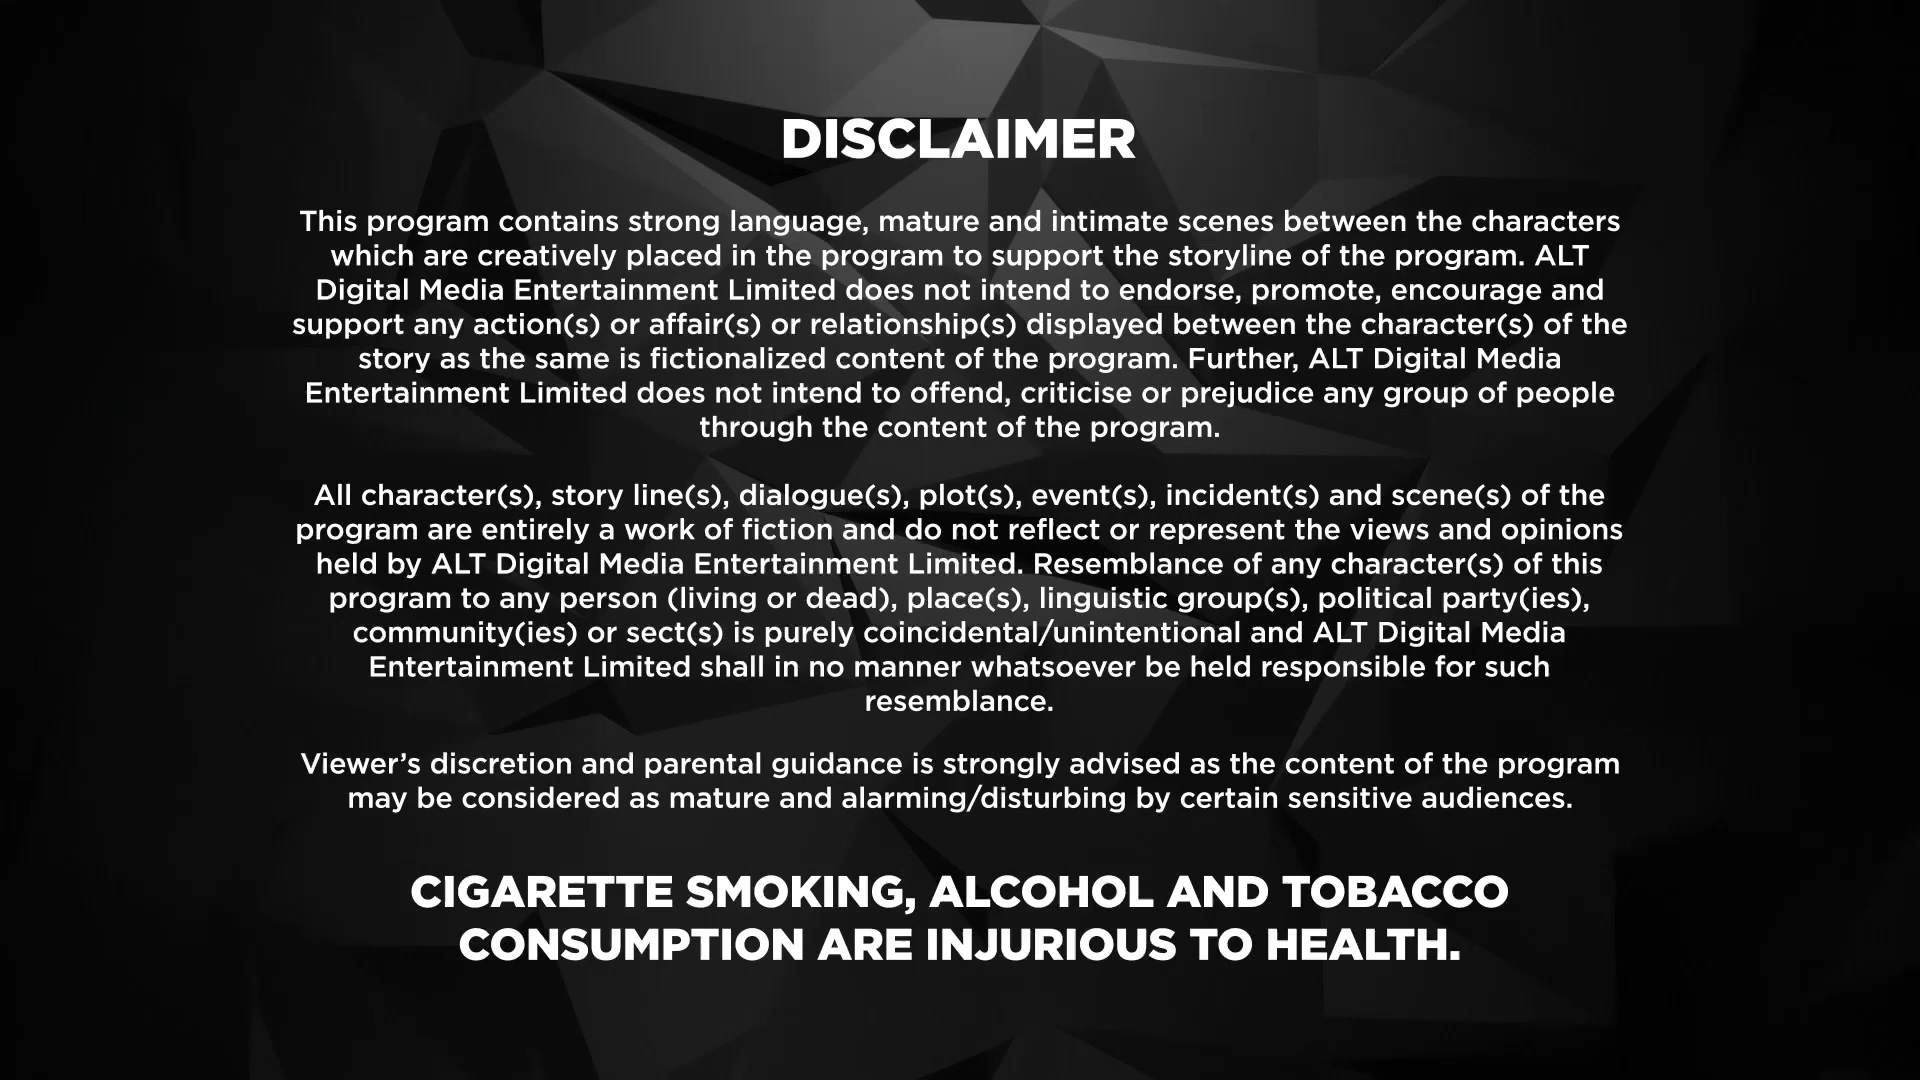 DISCLAIMER
This program contains strong language, mature and intimate scenes between the characters
which are creatively placed in the program to support the storyline of the program. ALT
Digital Media Entertainment Limited does not intend to endorse, promote, encourage and
support any action(s) or affair(s) or relationship(s) displayed between the character(s) of the
story as the same is fictionalized content of the program. Further, ALT Digital Media
Entertainment Limited does not intend to offend, criticise or prejudice any group of people
through the content of the program.
All character(s), story line(s), dialogue(s), plot(s), event(s), incident(s) and scene(s) of the
program are entirely a work of fiction and do not reflect or represent the views and opinions
held by ALT Digital Media Entertainment Limited. Resemblance of any character(s) of this
program to any person (living or dead), place(s), linguistic group(s), political party(ies),
community(ies) or sect(s) is purely coincidental/unintentional and ALT Digital Media
Entertainment Limited shall in no manner whatsoever be held responsible for such
resemblance.
Viewer’s discretion and parental guidance is strongly advised as the content of the program
may be considered as mature and alarming/disturbing by certain sensitive audiences.
CIGARETTE SMOKING, ALCOHOL AND TOBACCO
CONSUMPTION ARE INJURIOUS TO HEALTH.